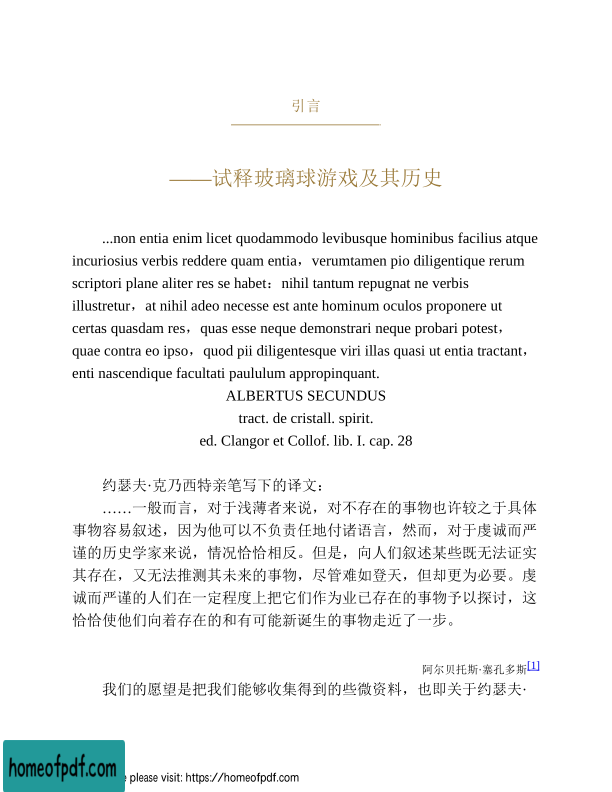 引言
——试释玻璃球游戏及其历史
...non entia enim licet quodammodo levibusque hominibus facilius atque
incuriosius verbis reddere quam entia，verumtamen pio diligentique rerum
scriptori plane aliter res se habet：nihil tantum repugnat ne verbis
illustretur，at nihil adeo necesse est ante hominum oculos proponere ut
certas quasdam res，quas esse neque demonstrari neque probari potest，
quae contra eo ipso，quod pii diligentesque viri illas quasi ut entia tractant，
enti nascendique facultati paululum appropinquant.
ALBERTUS SECUNDUS
tract. de cristall. spirit.
ed. Clangor et Collof. lib. I. cap. 28
约瑟夫·克乃西特亲笔写下的译文：
……一般而言，对于浅薄者来说，对不存在的事物也许较之于具体
事物容易叙述，因为他可以不负责任地付诸语言，然而，对于虔诚而严
谨的历史学家来说，情况恰恰相反。但是，向人们叙述某些既无法证实
其存在，又无法推测其未来的事物，尽管难如登天，但却更为必要。虔
诚而严谨的人们在一定程度上把它们作为业已存在的事物予以探讨，这
恰恰使他们向着存在的和有可能新诞生的事物走近了一步。
阿尔贝托斯·塞孔多斯[1]
我们的愿望是把我们能够收集得到的些微资料，也即关于约瑟夫·
homeofpdf.com
e please visit: https://homeofpdf.com